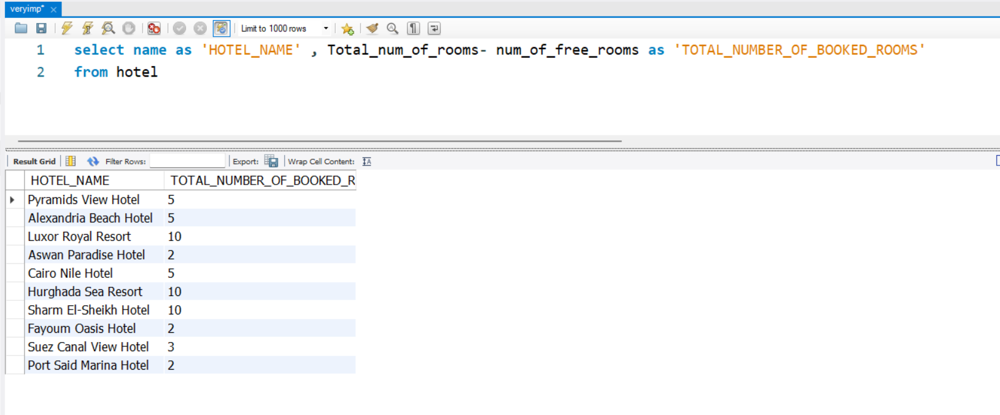 veryimp*
Limit to 1000 rows
1 select name as 'HOTEL_NAME' , Total_num_of_rooms- num_of_free_rooms as 'TOTAL_NUMBER_OF_BOOKED_ROOMS'
2 from hotel
Result Grid Filter Rows: Export: Wrap Cell Content:
HOTEL_NAME TOTAL_NUMBER_OF_BOOKED_R
Pyramids View Hotel 5
Alexandria Beach Hotel 5
Luxor Royal Resort 10
Aswan Paradise Hotel 2
Cairo Nile Hotel 5
Hurghada Sea Resort 10
Sharm El-Sheikh Hotel 10
Fayoum Oasis Hotel 2
Suez Canal View Hotel 3
Port Said Marina Hotel 2